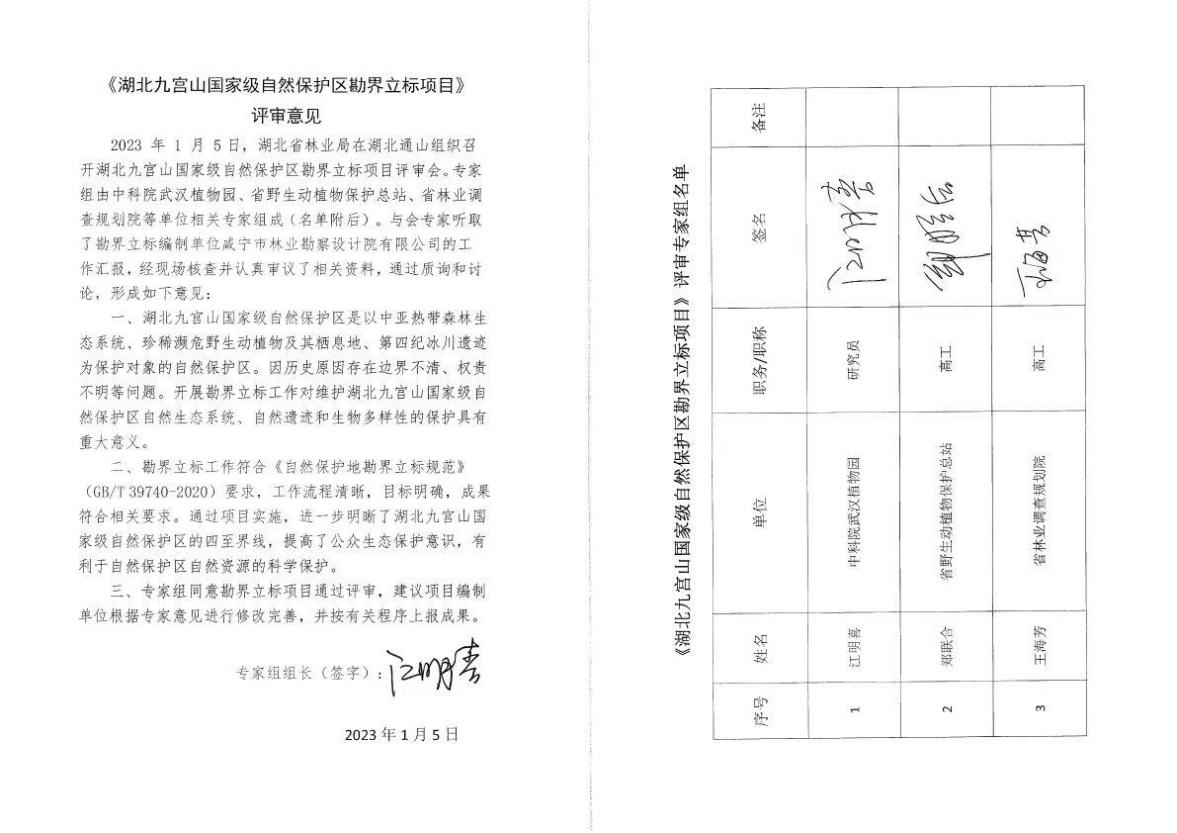 《湖北九宫山国家级自然保护区勘界立标项目》
评审意见
2023 年 1 月 5 日，湖北省林业局在湖北通山组织召
开湖北九宫山国家级自然保护区勘界立标项目评审会。专家
组由中科院武汉植物园、省野生动植物保护总站、省林业调
查规划院等单位相关专家组成（名单附后）。与会专家听取
了勘界立标编制单位咸宁市林业勘察设计院有限公司的工
作汇报，经现场核查并认真审议了相关资料，通过质询和讨
论，形成如下意见：
一、湖北九宫山国家级自然保护区是以中亚热带森林生
态系统、珍稀濒危野生动植物及其栖息地、第四纪冰川遗迹
为保护对象的自然保护区。因历史原因存在边界不清、权责
不明等问题。开展勘界立标工作对维护湖北九宫山国家级自
然保护区自然生态系统、自然遗迹和生物多样性的保护具有
重大意义。
二、勘界立标工作符合《自然保护地勘界立标规范》
（GB/T 39740-2020）要求，工作流程清晰，目标明确，成果
符合相关要求。通过项目实施，进一步明晰了湖北九宫山国
家级自然保护区的四至界线，提高了公众生态保护意识，有
利于自然保护区自然资源的科学保护。
三、专家组同意勘界立标项目通过评审，建议项目编制
单位根据专家意见进行修改完善，并按有关程序上报成果。
专家组组长（签字）：江明喜
2023 年 1 月 5 日
《湖北九宫山国家级自然保护区勘界立标项目》评审专家组名单
序号 姓名 单位 职务/职称 签名 备注
1 江明喜 中科院武汉植物园 研究员 江明喜
2 郑联合 省野生动植物保护总站 高工 郑联合
3 王海芳 省林业调查规划院 高工 王海芳